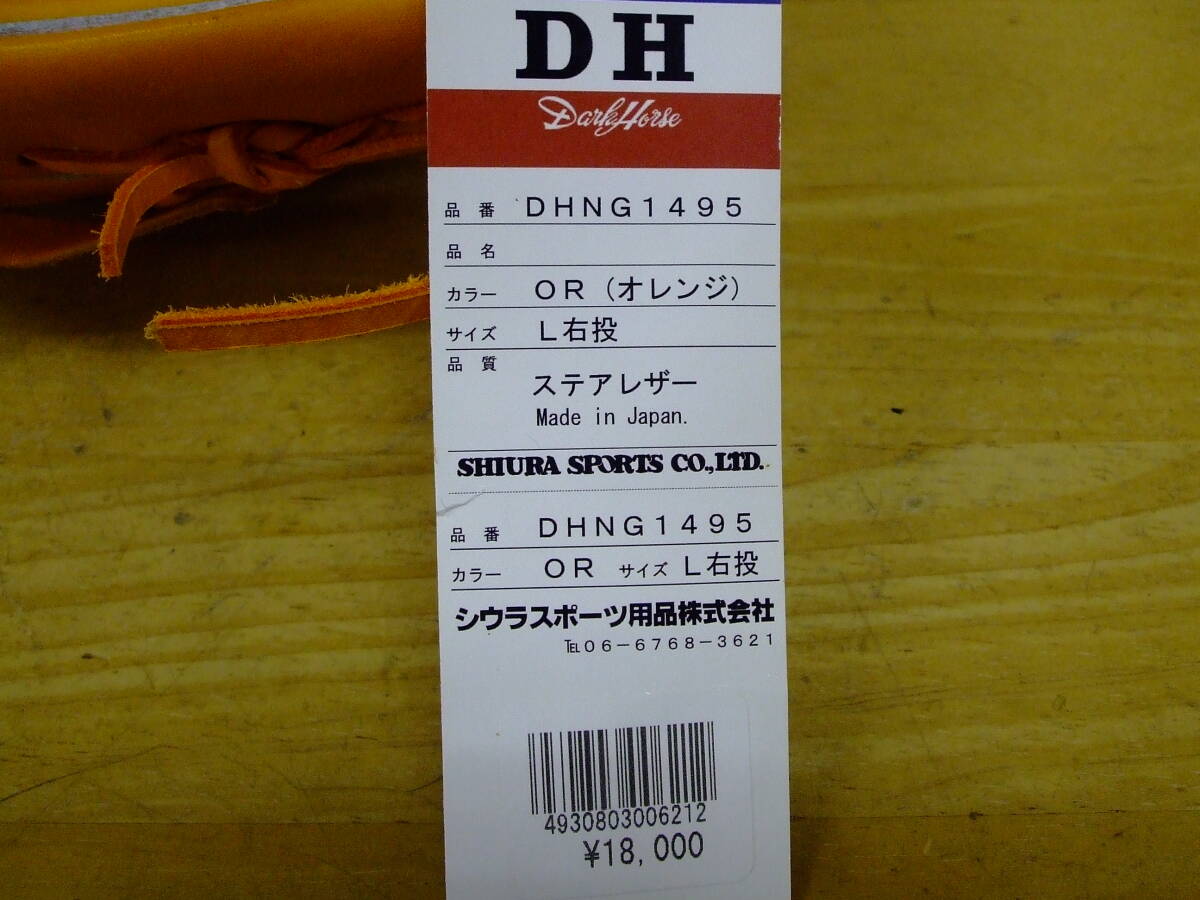 DH
DarkHorse
品番 DHNG1495
品名
カラー OR（オレンジ）
サイズ L右投
品質
ステアレザー
Made in Japan.
SHIURA SPORTS CO.,LTD.
品番 DHNG1495
カラー OR サイズ L右投
シウラスポーツ用品株式会社
℡06－6768－3621
4930803006212
¥18,000